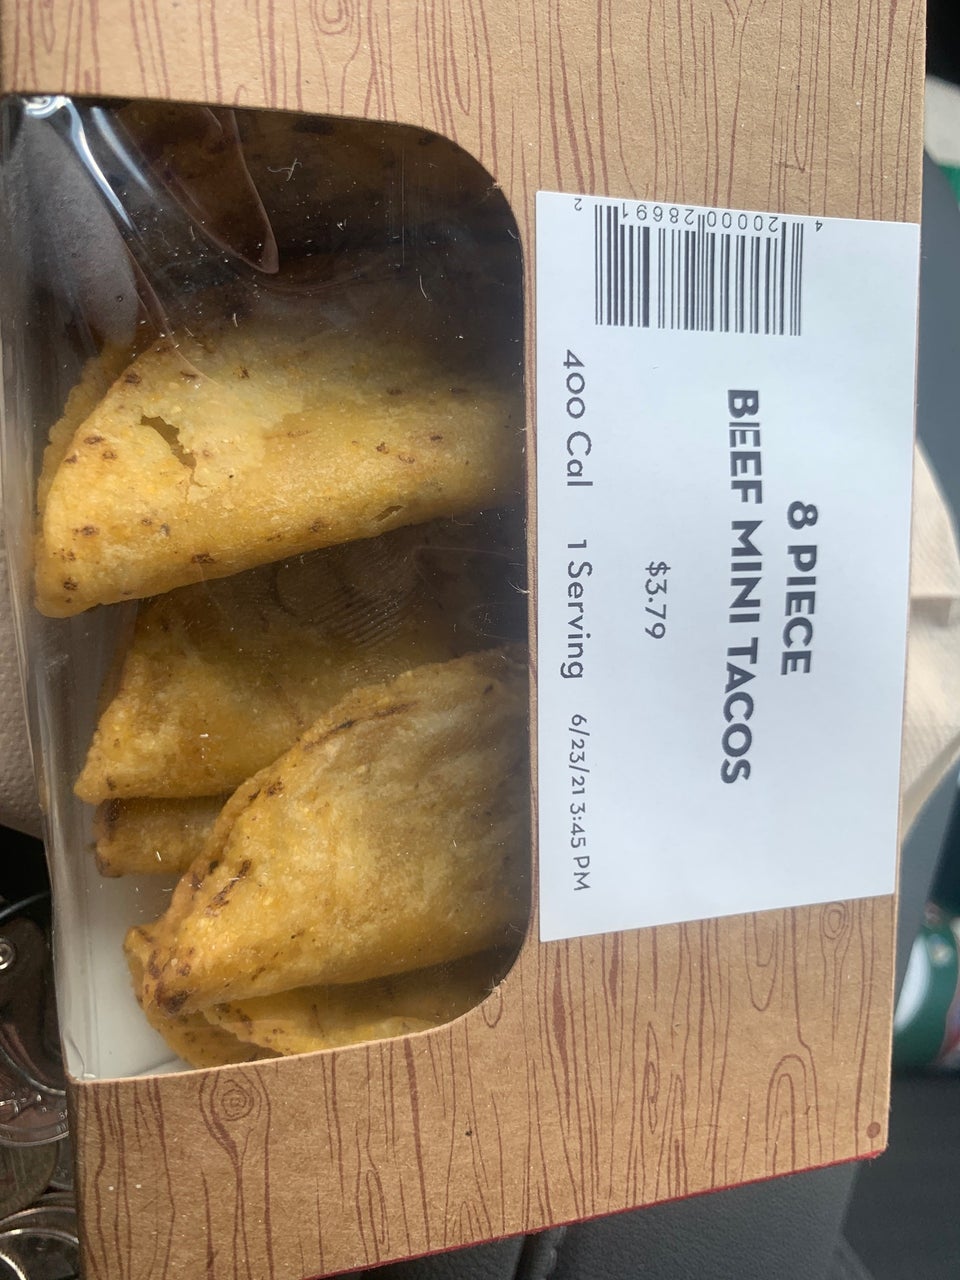 8 PIECE
BEEF MINI TACOS
$3.79
400 Cal 1 Serving 6/23/21 3:45 PM
4 20000 28691 2